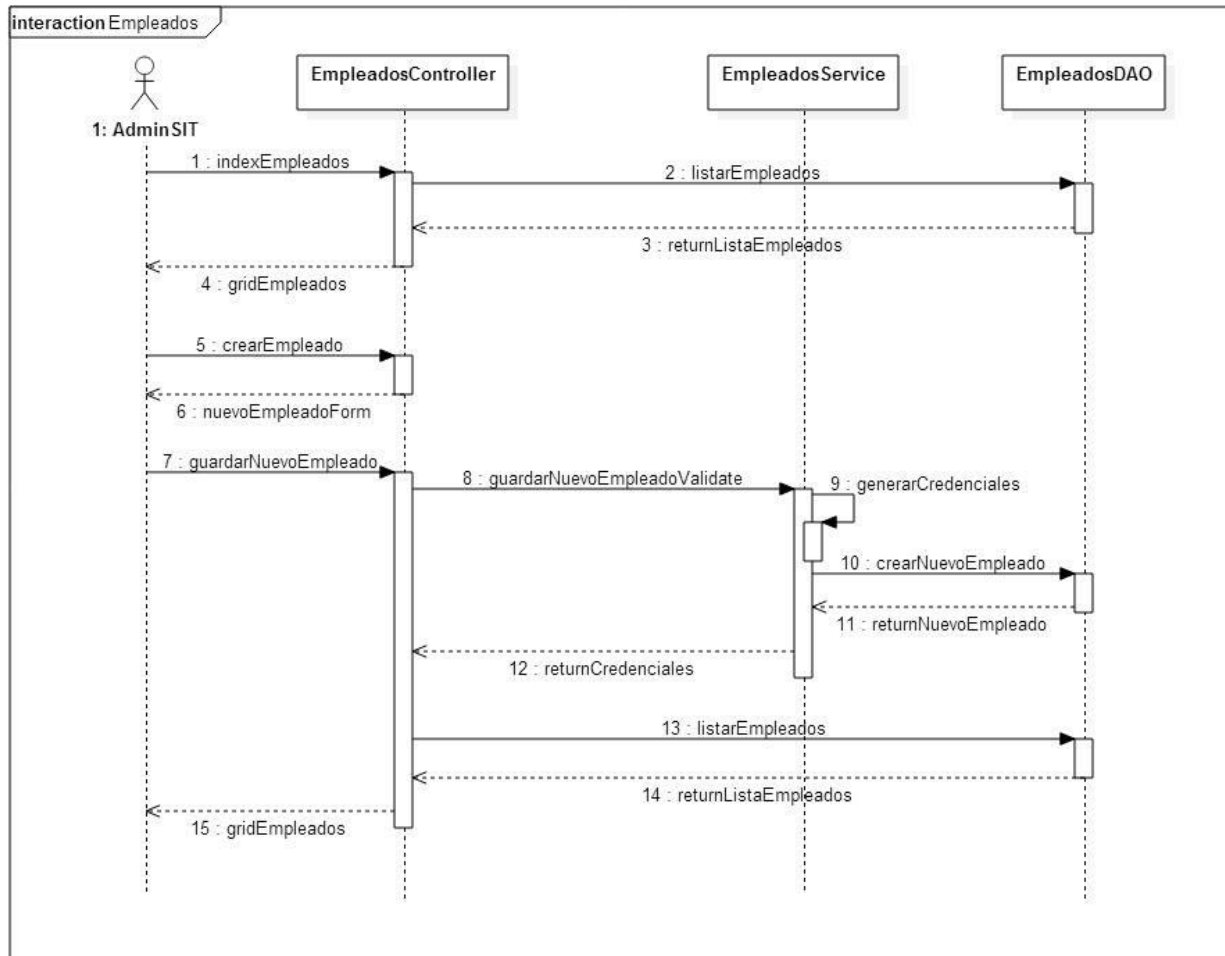 interaction Empleados
EmpleadosController
EmpleadosService
EmpleadosDAO
1: AdminSIT
1 : indexEmpleados
2 : listarEmpleados
3 : returnListaEmpleados
4 : gridEmpleados
5 : crearEmpleado
6 : nuevoEmpleadoForm
7 : guardarNuevoEmpleado
8 : guardarNuevoEmpleadoValidate
9 : generarCredenciales
10 : crearNuevoEmpleado
11 : returnNuevoEmpleado
12 : returnCredenciales
13 : listarEmpleados
14 : returnListaEmpleados
15 : gridEmpleados